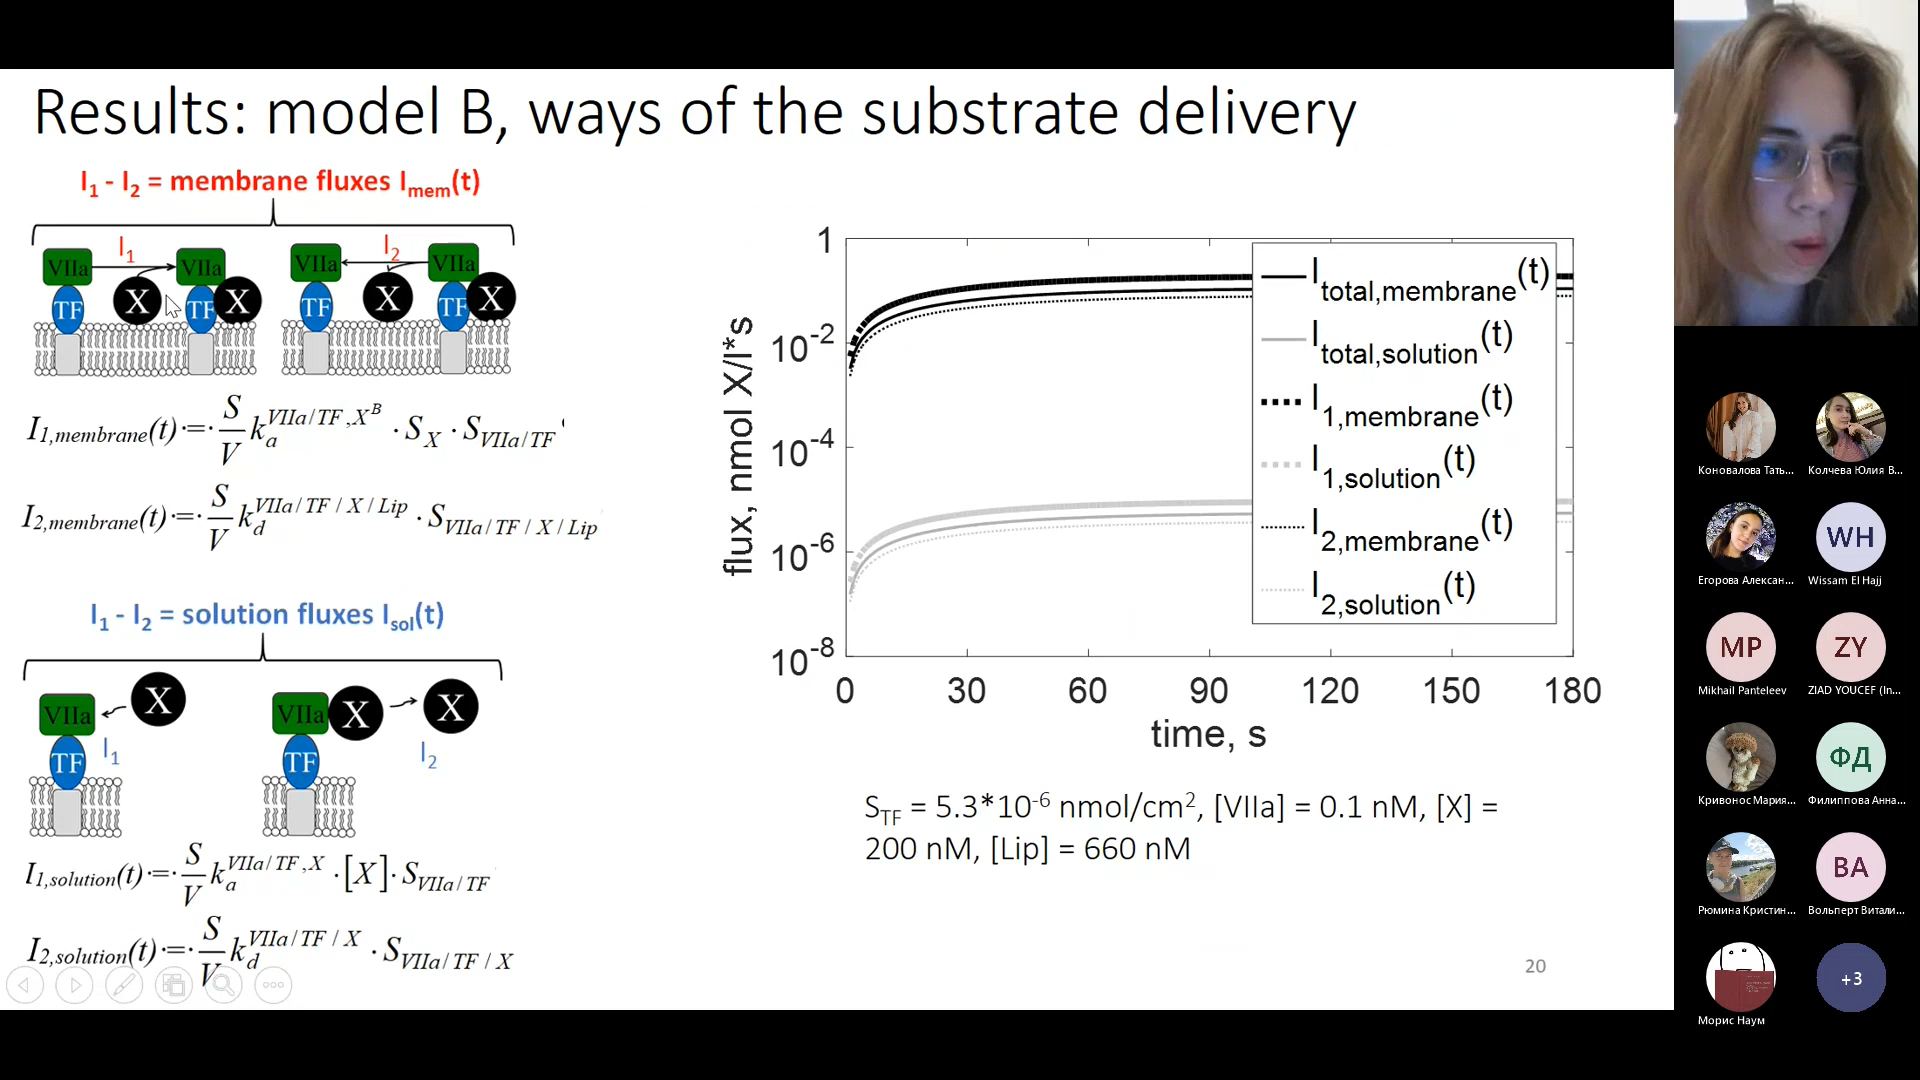 Results: model B, ways of the substrate delivery
I1 - I2 = membrane fluxes Imem(t)
I1
I2
VIIa VIIa VIIa VIIa
X X X X
TF TF TF TF
I1,membrane(t) = S/V ka^VIIa/TF,X^B · SX · SVIIa/TF
I2,membrane(t) = S/V kd^VIIa/TF/X/Lip · SVIIa/TF/X/Lip
I1 - I2 = solution fluxes Isol(t)
X
VIIa VIIa X X
I1 I2
TF TF
I1,solution(t) = S/V ka^VIIa/TF,X · [X] · SVIIa/TF
I2,solution(t) = S/V kd^VIIa/TF/X · SVIIa/TF/X
flux, nmol X/l*s
1
10-2
10-4
10-6
10-8
0 30 60 90 120 150 180
time, s
Itotal,membrane(t)
Itotal,solution(t)
I1,membrane(t)
I1,solution(t)
I2,membrane(t)
I2,solution(t)
STF = 5.3*10-6 nmol/cm2, [VIIa] = 0.1 nM, [X] =
200 nM, [Lip] = 660 nM
20
Коновалова Тать...
Колчева Юлия В...
Егорова Алексан...
WH
Wissam El Hajj
MP
Mikhail Panteleev
ZY
ZIAD YOUCEF (In...
Кривонос Мария...
ФД
Филиппова Анна...
Рюмина Кристин...
ВА
Вольперт Витали...
Морис Наум
+3